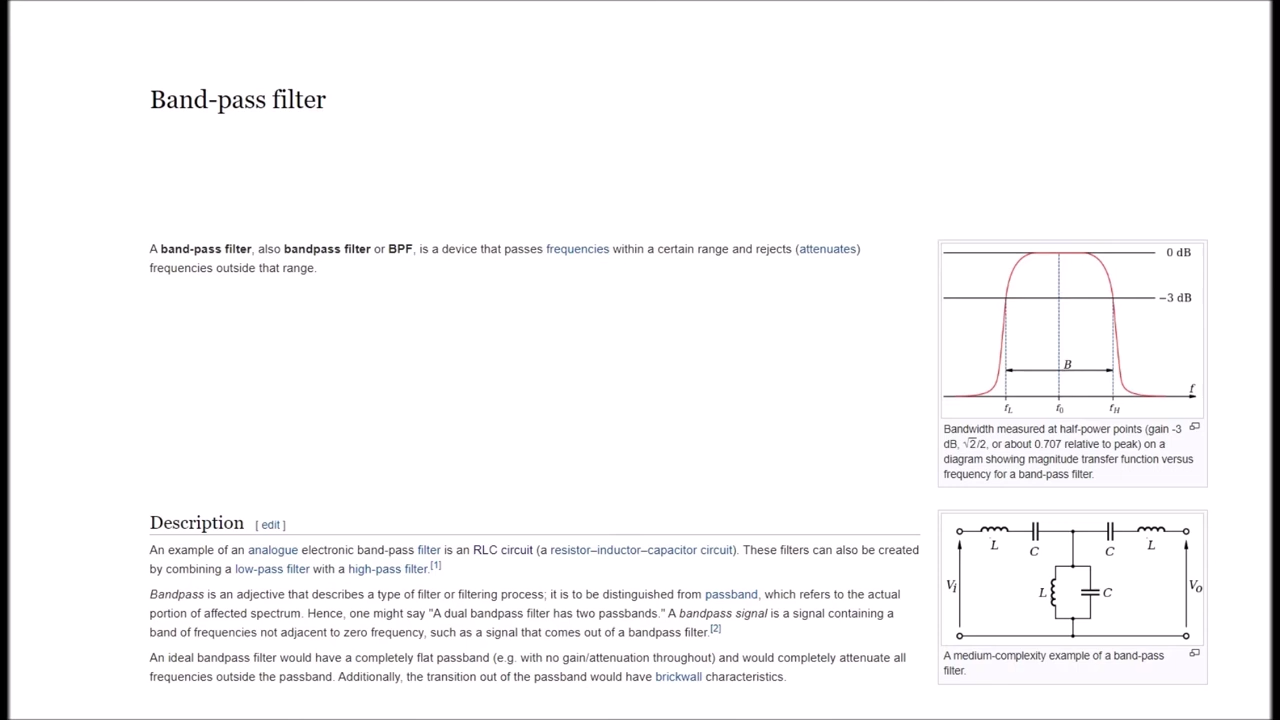 Band-pass filter
A band-pass filter, also bandpass filter or BPF, is a device that passes frequencies within a certain range and rejects (attenuates)
frequencies outside that range.
0 dB
−3 dB
B
f
fL f0 fH
Bandwidth measured at half-power points (gain -3
dB, √2/2, or about 0.707 relative to peak) on a
diagram showing magnitude transfer function versus
frequency for a band-pass filter.
Description [ edit ]
An example of an analogue electronic band-pass filter is an RLC circuit (a resistor–inductor–capacitor circuit). These filters can also be created
by combining a low-pass filter with a high-pass filter.[1]
Bandpass is an adjective that describes a type of filter or filtering process; it is to be distinguished from passband, which refers to the actual
portion of affected spectrum. Hence, one might say "A dual bandpass filter has two passbands." A bandpass signal is a signal containing a
band of frequencies not adjacent to zero frequency, such as a signal that comes out of a bandpass filter.[2]
An ideal bandpass filter would have a completely flat passband (e.g. with no gain/attenuation throughout) and would completely attenuate all
frequencies outside the passband. Additionally, the transition out of the passband would have brickwall characteristics.
L C C L
Vi L C Vo
A medium-complexity example of a band-pass
filter.